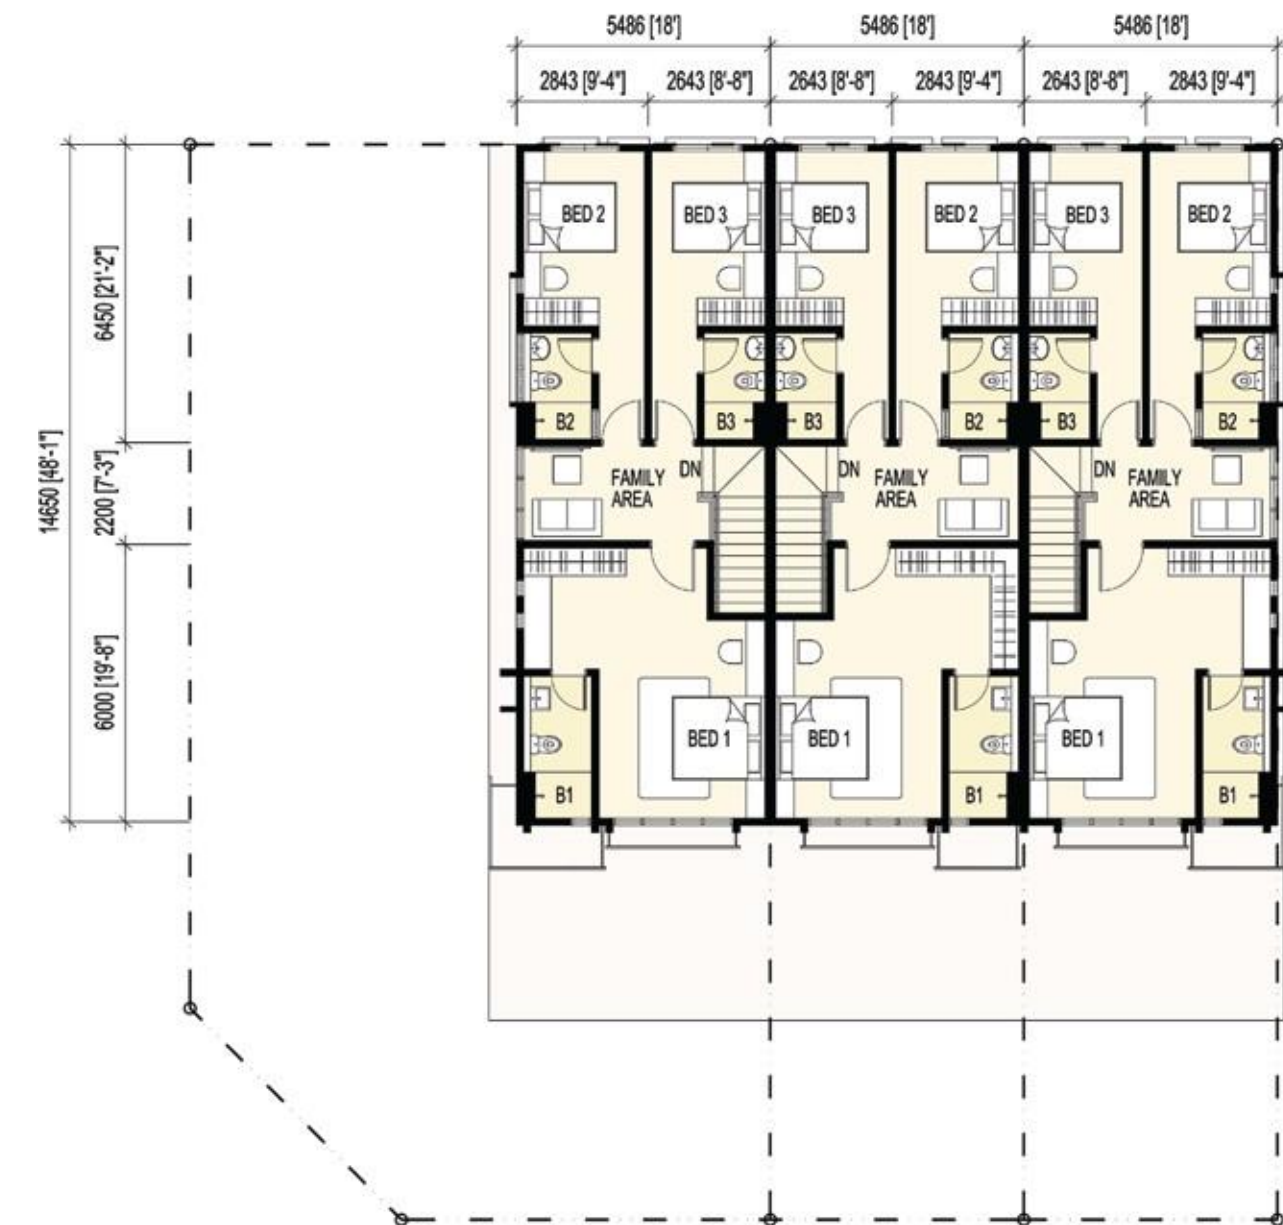 5486 [18'] 5486 [18'] 5486 [18']
2843 [9'-4"] 2643 [8'-8"] 2643 [8'-8"] 2843 [9'-4"] 2643 [8'-8"] 2843 [9'-4"]
BED 2 BED 3 BED 3 BED 2 BED 3 BED 2
6450 [21'-2"]
B2 B3 B3 B2 B3 B2
14650 [48'-1"]
2200 [7'-3"]
DN DN DN
FAMILY FAMILY FAMILY
AREA AREA AREA
6000 [19'-8"]
BED 1 BED 1 BED 1
B1 B1 B1